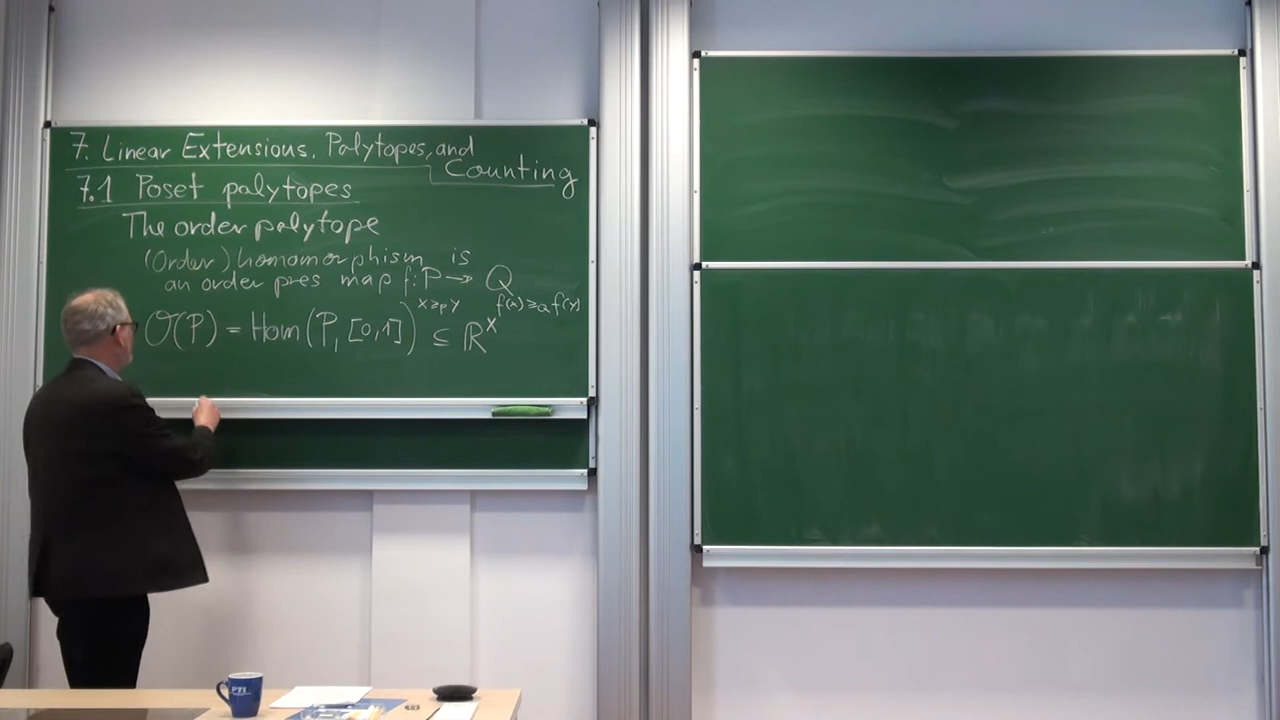 7. Linear Extensions, Polytopes, and
Counting
7.1 Poset polytopes
The order polytope
(Order) homomorphism is
an order pres map f: P → Q
x ≥_P y f(x) ≥_Q f(y)
O(P) = Hom(P, [0,1]) ⊆ ℝ^X
PTI